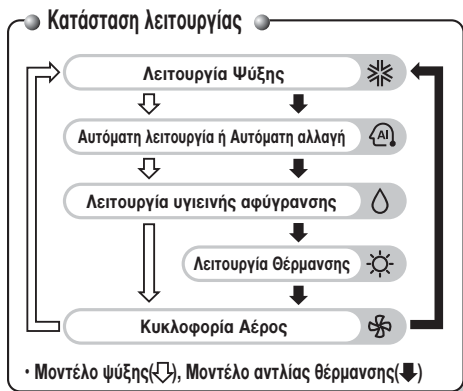 Κατάσταση λειτουργίας
Λειτουργία Ψύξης
Αυτόματη λειτουργία ή Αυτόματη αλλαγή
AI
Λειτουργία υγιεινής αφύγρανσης
Λειτουργία Θέρμανσης
Κυκλοφορία Αέρος
• Μοντέλο ψύξης(⇩), Μοντέλο αντλίας θέρμανσης(⬇)